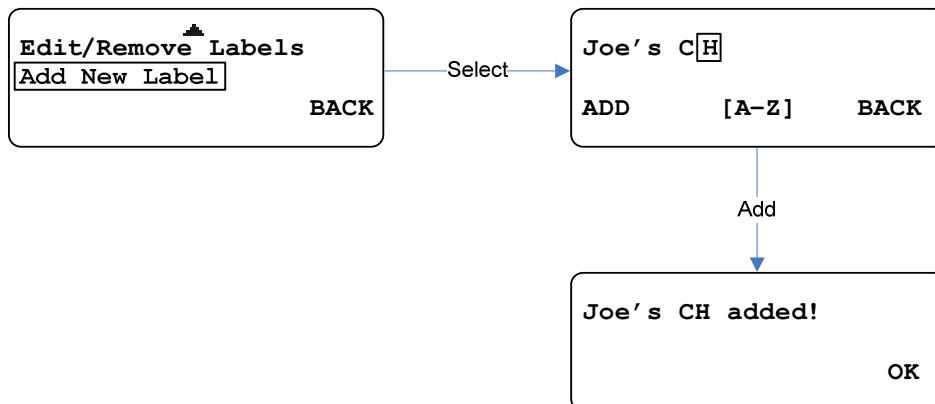 Edit/Remove Labels
Add New Label
BACK
Select
Joe's CH
ADD [A–Z] BACK
Add
Joe's CH added!
OK